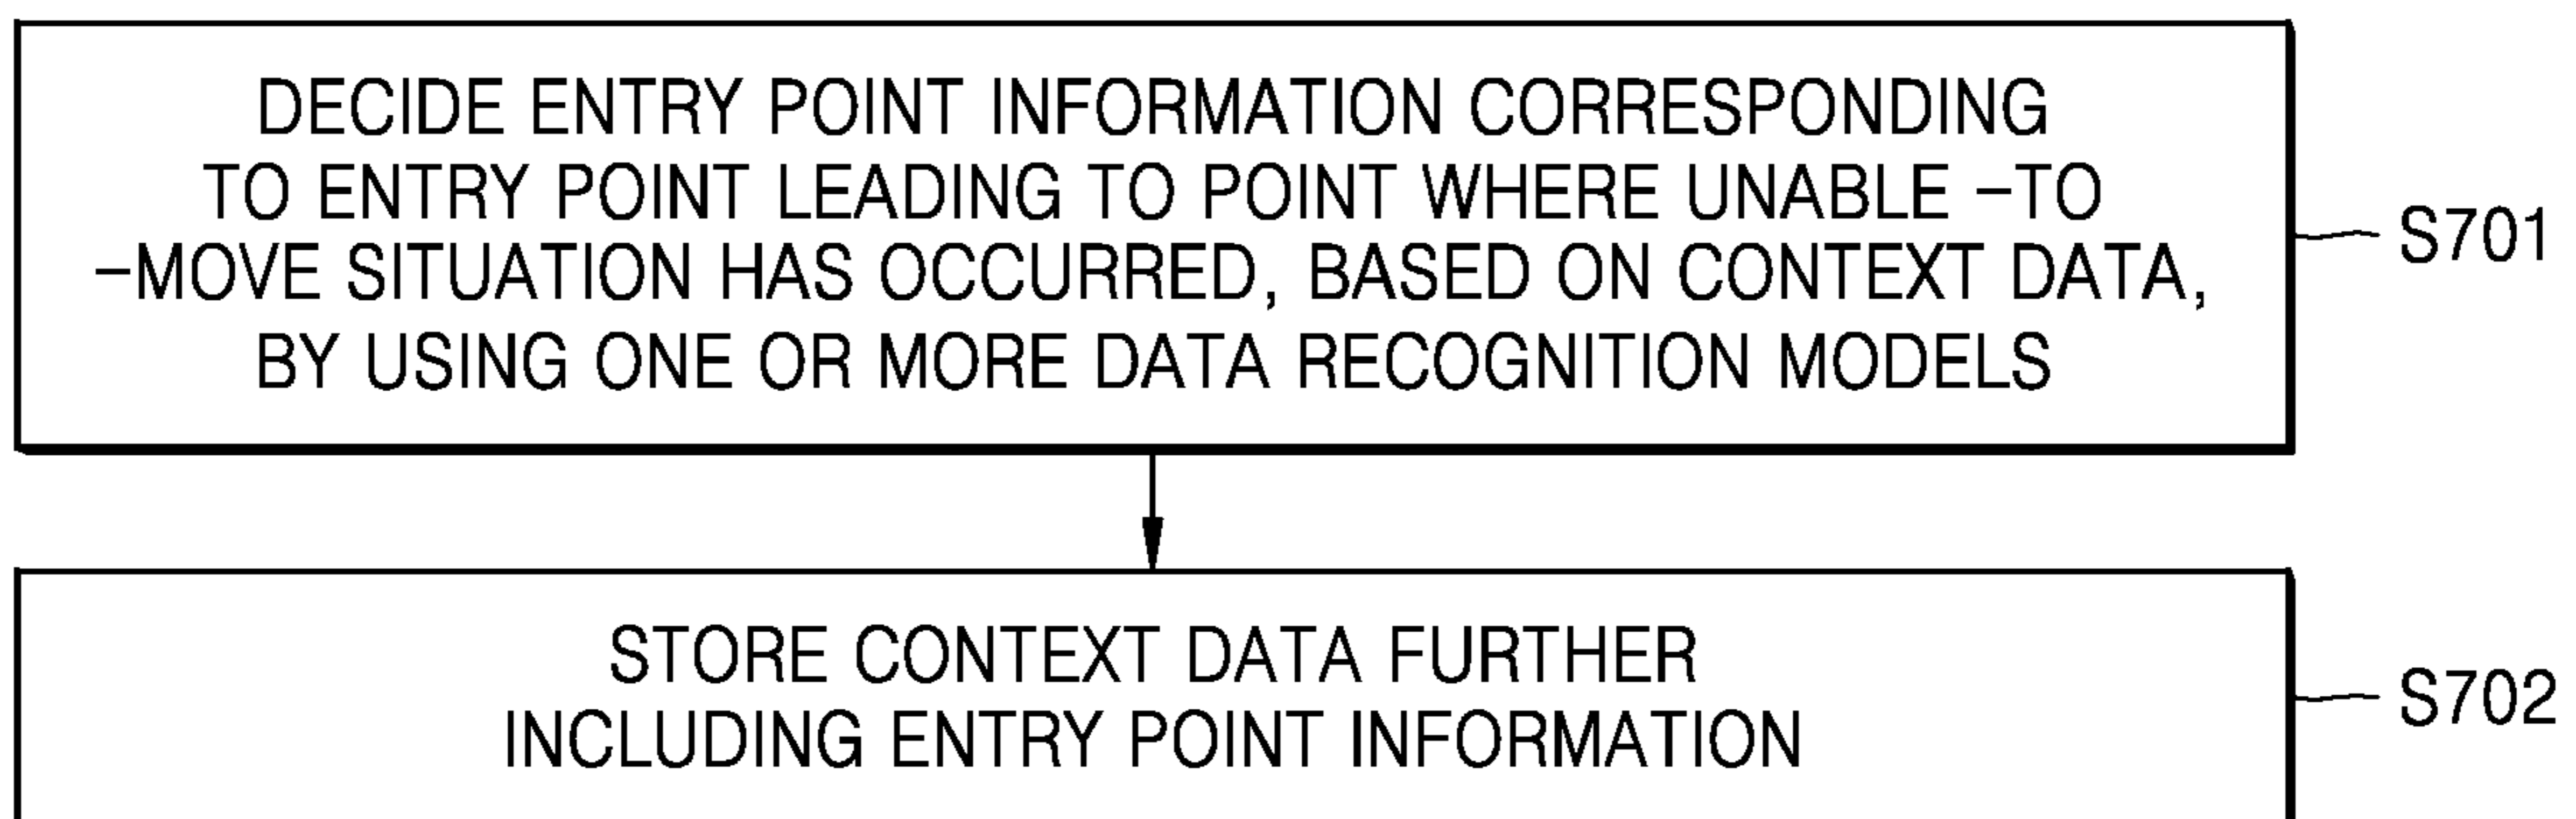 DECIDE ENTRY POINT INFORMATION CORRESPONDING
TO ENTRY POINT LEADING TO POINT WHERE UNABLE –TO
–MOVE SITUATION HAS OCCURRED, BASED ON CONTEXT DATA,
BY USING ONE OR MORE DATA RECOGNITION MODELS
S701
STORE CONTEXT DATA FURTHER
INCLUDING ENTRY POINT INFORMATION
S702